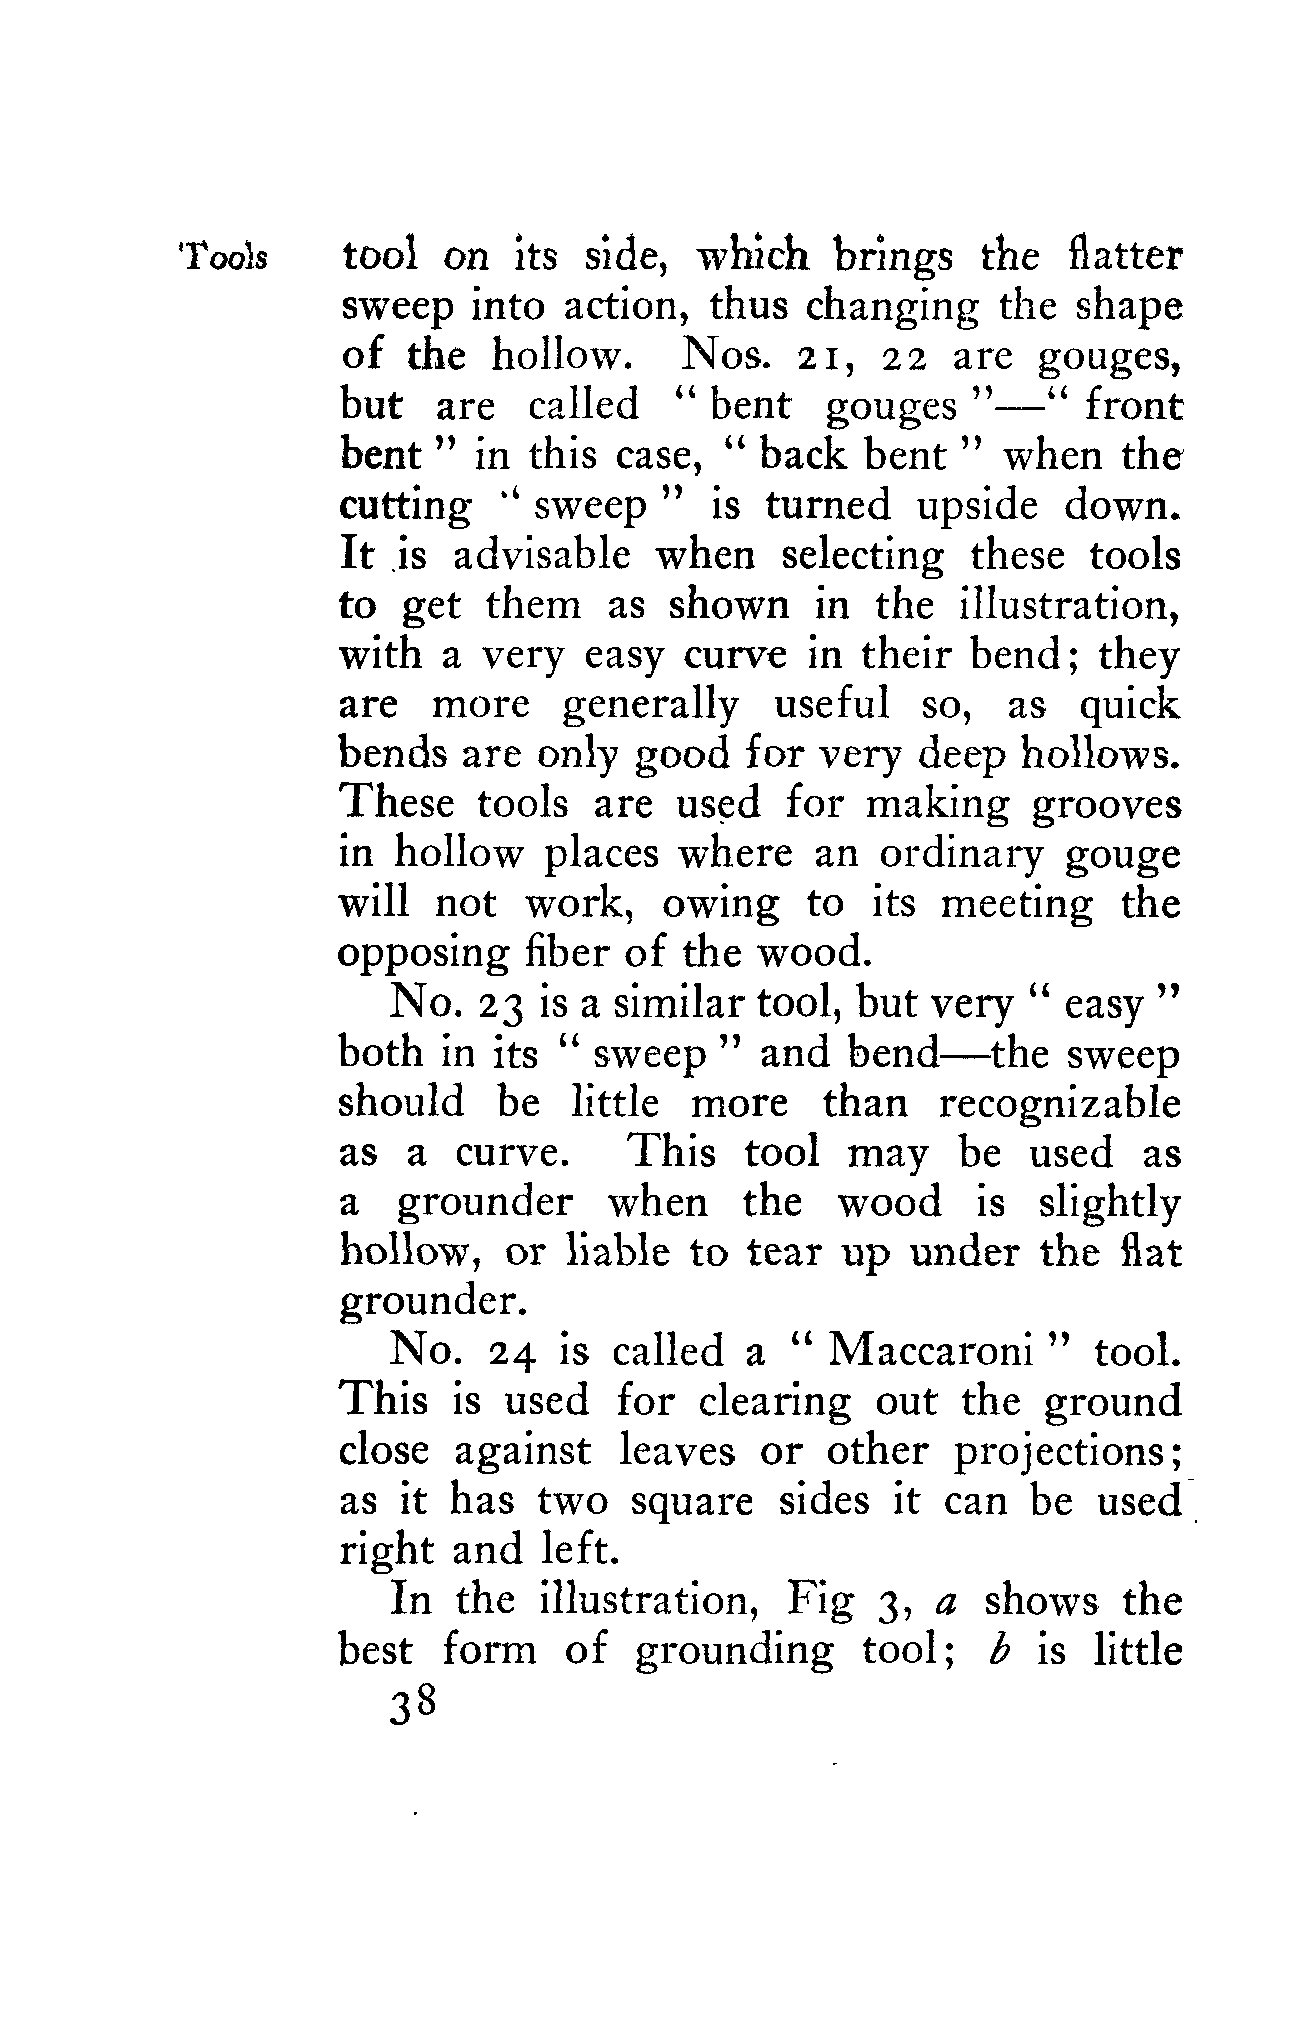 Tools
tool on its side, which brings the flatter
sweep into action, thus changing the shape
of the hollow. Nos. 21, 22 are gouges,
but are called “ bent gouges ”—“ front
bent ” in this case, “ back bent ” when the
cutting “ sweep ” is turned upside down.
It is advisable when selecting these tools
to get them as shown in the illustration,
with a very easy curve in their bend; they
are more generally useful so, as quick
bends are only good for very deep hollows.
These tools are used for making grooves
in hollow places where an ordinary gouge
will not work, owing to its meeting the
opposing fiber of the wood.
No. 23 is a similar tool, but very “ easy ”
both in its “ sweep ” and bend—the sweep
should be little more than recognizable
as a curve. This tool may be used as
a grounder when the wood is slightly
hollow, or liable to tear up under the flat
grounder.
No. 24 is called a “ Maccaroni ” tool.
This is used for clearing out the ground
close against leaves or other projections;
as it has two square sides it can be used
right and left.
In the illustration, Fig 3, a shows the
best form of grounding tool; b is little
38